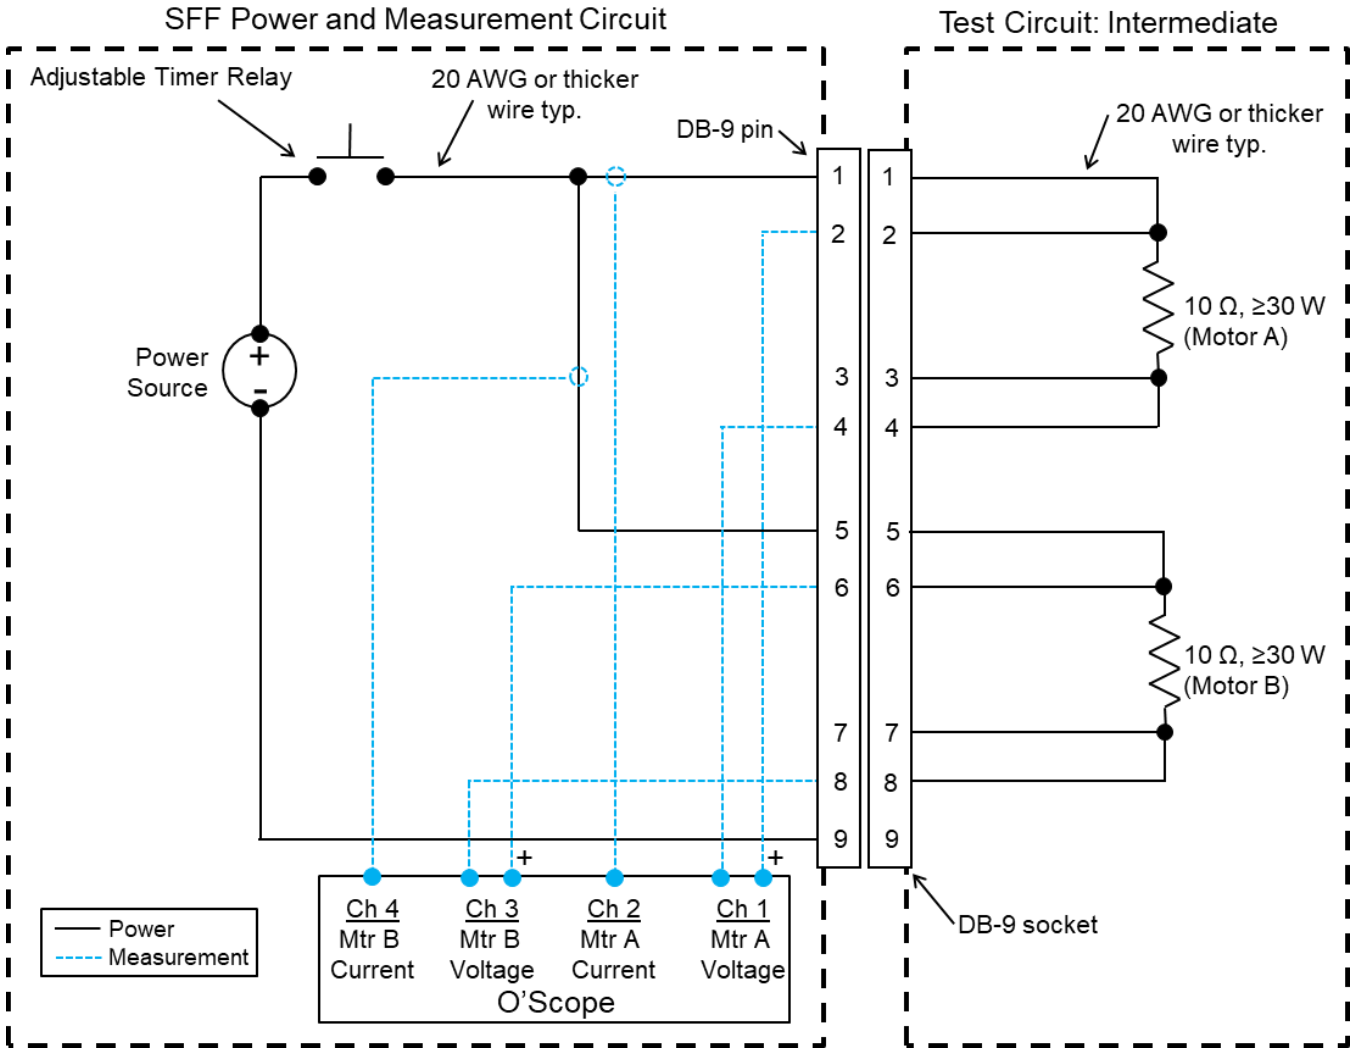 SFF Power and Measurement Circuit
Test Circuit: Intermediate
Adjustable Timer Relay
20 AWG or thicker
wire typ.
DB-9 pin
20 AWG or thicker
wire typ.
1
2
3
4
5
6
7
8
9
1
2
3
4
5
6
7
8
9
10 Ω, ≥30 W
(Motor A)
10 Ω, ≥30 W
(Motor B)
Power
Source
+
-
+
+
Ch 4
Mtr B
Current
Ch 3
Mtr B
Voltage
Ch 2
Mtr A
Current
Ch 1
Mtr A
Voltage
O'Scope
DB-9 socket
Power
Measurement